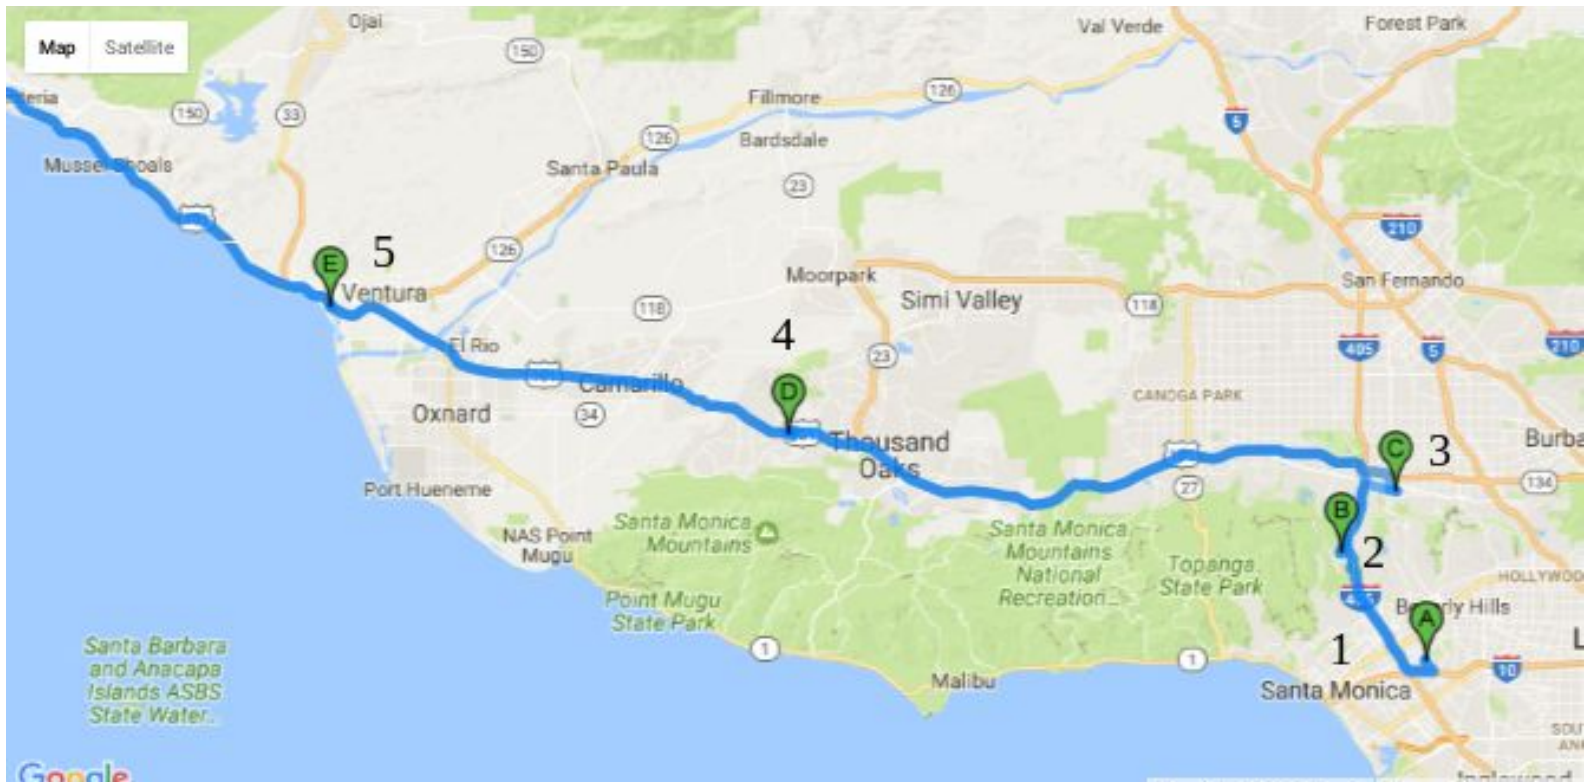 Ojai
Val Verde
Forest Park
Map
Satellite
150
126
5
Fillmore
150
33
126
Bardsdale
Mussel Shoals
Santa Paula
23
210
126
5
E
Ventura
Moorpark
San Fernando
Simi Valley
118
118
4
El Rio
23
405
5
210
Camarillo
D
CANOGA PARK
Oxnard
34
Thousand
Oaks
Burba
C
3
Port Hueneme
27
134
B
NAS Point
Mugu
Santa Monica
Mountains
Santa Monica
Mountains
National
Recreation...
2
Topanga
State Park
HOLLYWOO
Point Mugu
State Park
Beverly Hills
A
Santa Barbara
and Anacapa
Islands ASBS
State Water..
1
1
1
10
L
Malibu
Santa Monica
Google